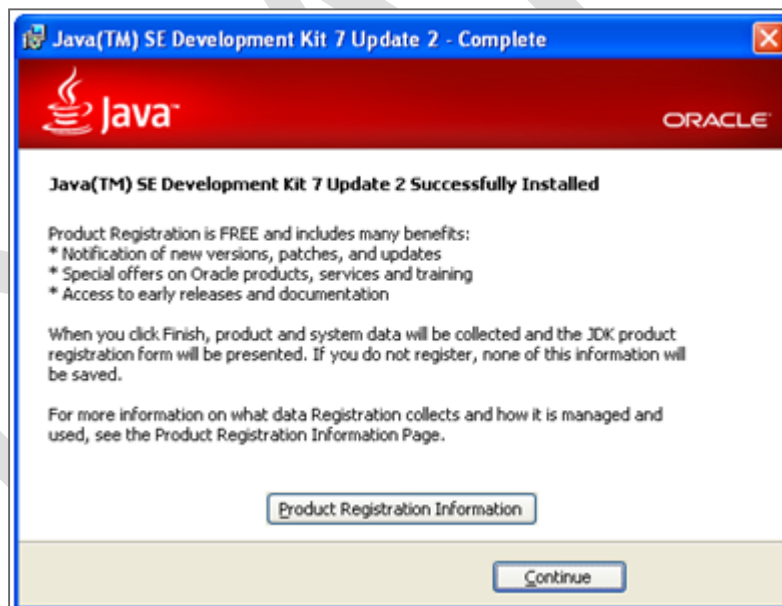 Java(TM) SE Development Kit 7 Update 2 - Complete
Java™
ORACLE®
Java(TM) SE Development Kit 7 Update 2 Successfully Installed
Product Registration is FREE and includes many benefits:
* Notification of new versions, patches, and updates
* Special offers on Oracle products, services and training
* Access to early releases and documentation
When you click Finish, product and system data will be collected and the JDK product
registration form will be presented. If you do not register, none of this information will
be saved.
For more information on what data Registration collects and how it is managed and
used, see the Product Registration Information Page.
Product Registration Information
Continue